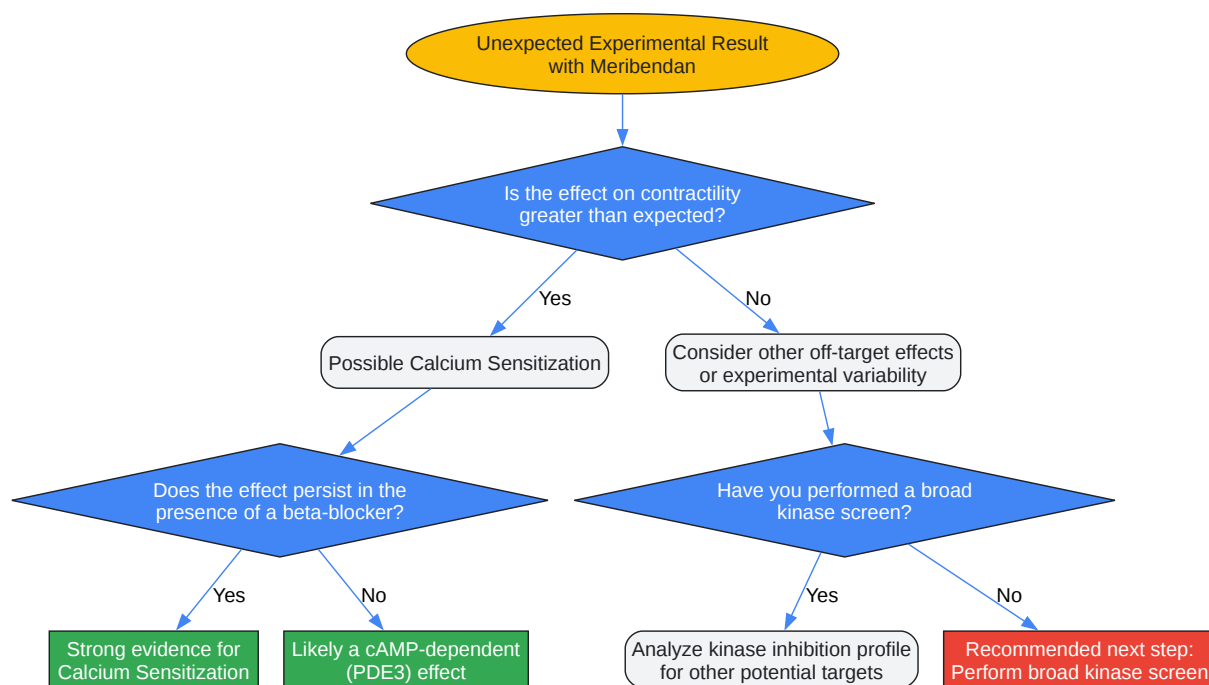 Unexpected Experimental Result
with Meribendan
Is the effect on contractility
greater than expected?
Yes
No
Possible Calcium Sensitization
Consider other off-target effects
or experimental variability
Does the effect persist in the
presence of a beta-blocker?
Have you performed a broad
kinase screen?
Yes
No
Yes
No
Strong evidence for
Calcium Sensitization
Likely a cAMP-dependent
(PDE3) effect
Analyze kinase inhibition profile
for other potential targets
Recommended next step:
Perform broad kinase screen